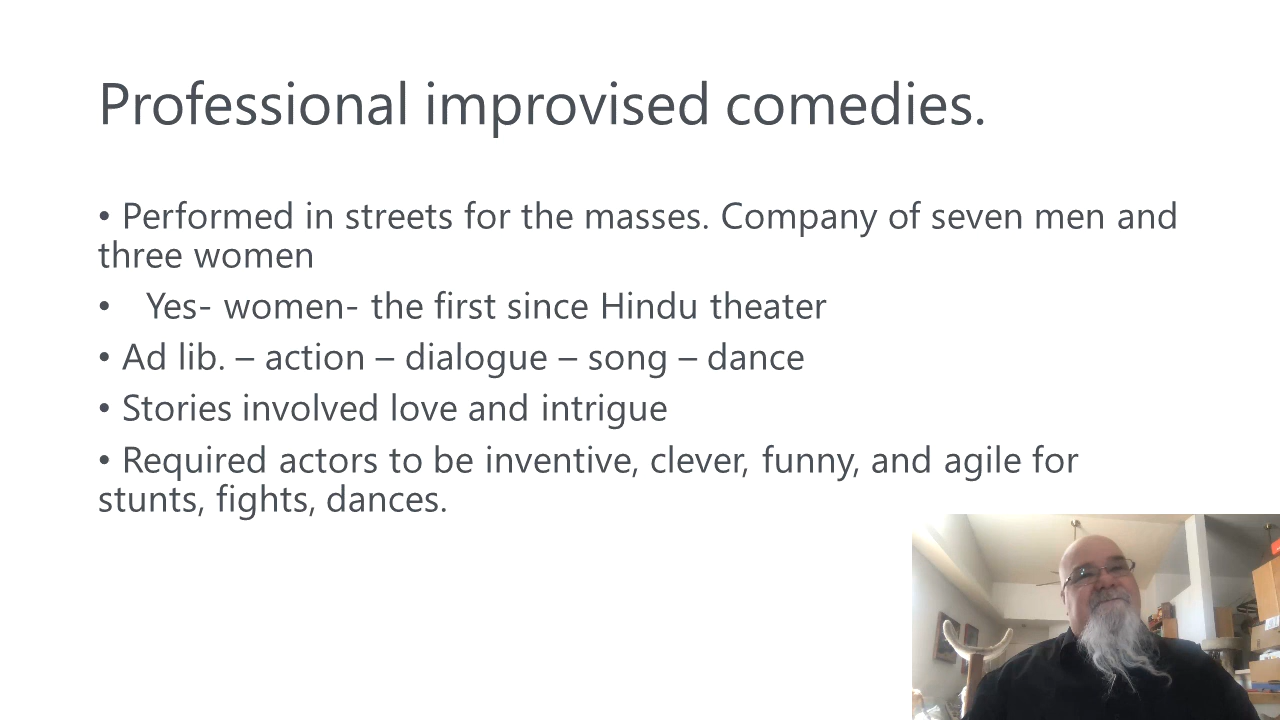 Professional improvised comedies.
• Performed in streets for the masses. Company of seven men and
three women
• Yes- women- the first since Hindu theater
• Ad lib. – action – dialogue – song – dance
• Stories involved love and intrigue
• Required actors to be inventive, clever, funny, and agile for
stunts, fights, dances.